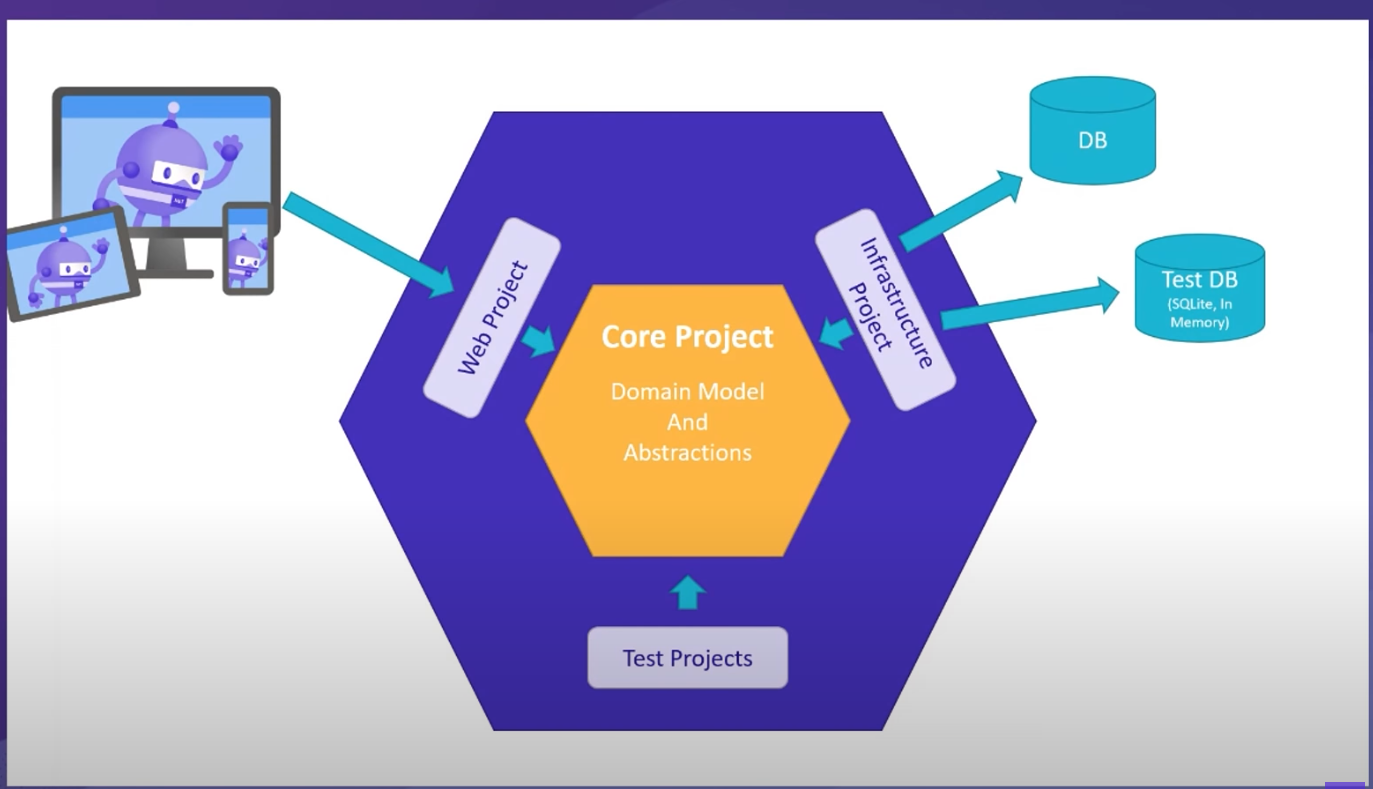 Web Project
Infrastructure
Project
Core Project
Domain Model
And
Abstractions
Test Projects
DB
Test DB
(SQLite, In
Memory)